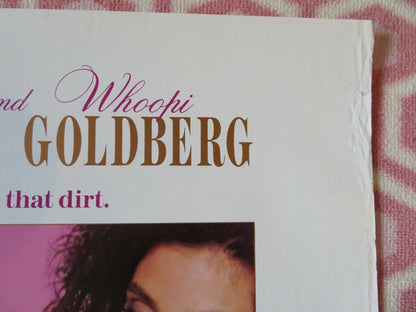 and Whoopi
GOLDBERG
that dirt.